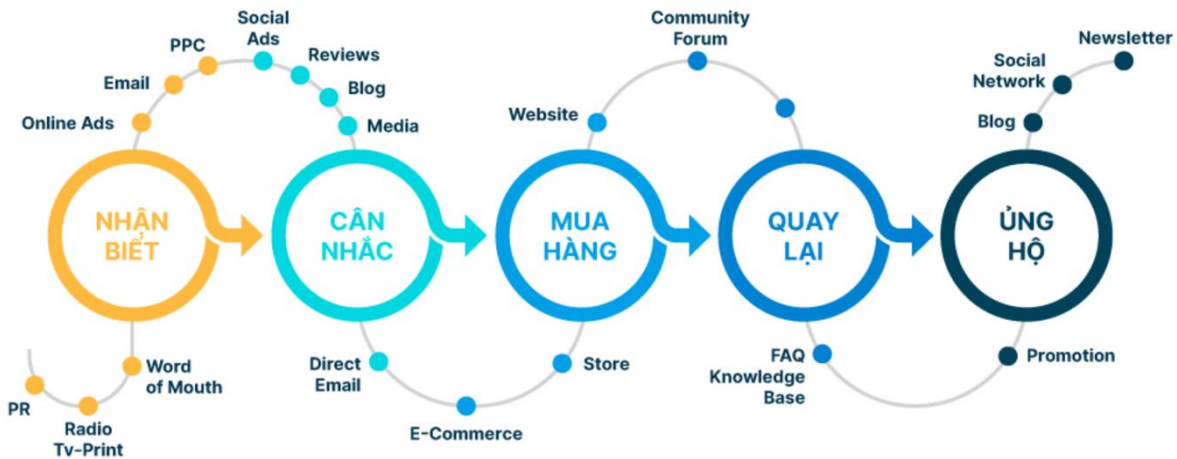 Social
Ads
PPC
Reviews
Email
Blog
Online Ads
Media
Community
Forum
Website
Newsletter
Social
Network
Blog
NHẬN
BIẾT
CÂN
NHẮC
MUA
HÀNG
QUAY
LẠI
ỦNG
HỘ
Word
of Mouth
PR
Radio
Tv-Print
Direct
Email
Store
E-Commerce
FAQ
Knowledge
Base
Promotion